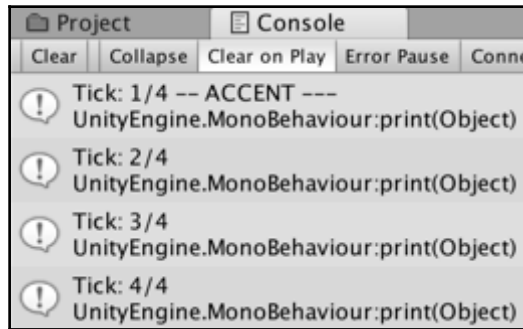 Project Console
Clear Collapse Clear on Play Error Pause
Tick: 1/4 -- ACCENT ---
UnityEngine.MonoBehaviour:print(Object)
Tick: 2/4
UnityEngine.MonoBehaviour:print(Object)
Tick: 3/4
UnityEngine.MonoBehaviour:print(Object)
Tick: 4/4
UnityEngine.MonoBehaviour:print(Object)